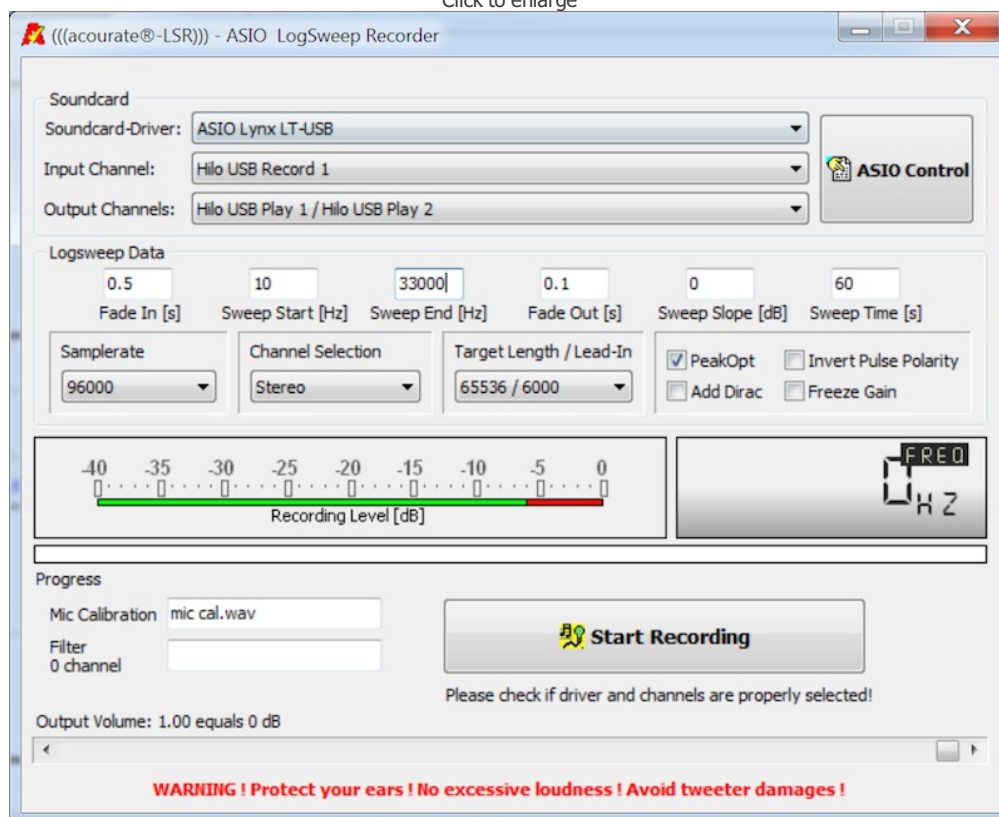 Click to enlarge
(((acourate®-LSR))) - ASIO LogSweep Recorder
Soundcard
Soundcard-Driver: ASIO Lynx LT-USB
Input Channel: Hilo USB Record 1
ASIO Control
Output Channels: Hilo USB Play 1 / Hilo USB Play 2
Logsweep Data
0.5 10 33000 0.1 0 60
Fade In [s] Sweep Start [Hz] Sweep End [Hz] Fade Out [s] Sweep Slope [dB] Sweep Time [s]
Samplerate Channel Selection Target Length / Lead-In
PeakOpt Invert Pulse Polarity
96000 Stereo 65536 / 6000
Add Dirac Freeze Gain
-40 -35 -30 -25 -20 -15 -10 -5 0
Recording Level [dB]
FREQ
0 HZ
Progress
Mic Calibration mic cal.wav
Filter
0 channel
Start Recording
Please check if driver and channels are properly selected!
Output Volume: 1.00 equals 0 dB
WARNING ! Protect your ears ! No excessive loudness ! Avoid tweeter damages !